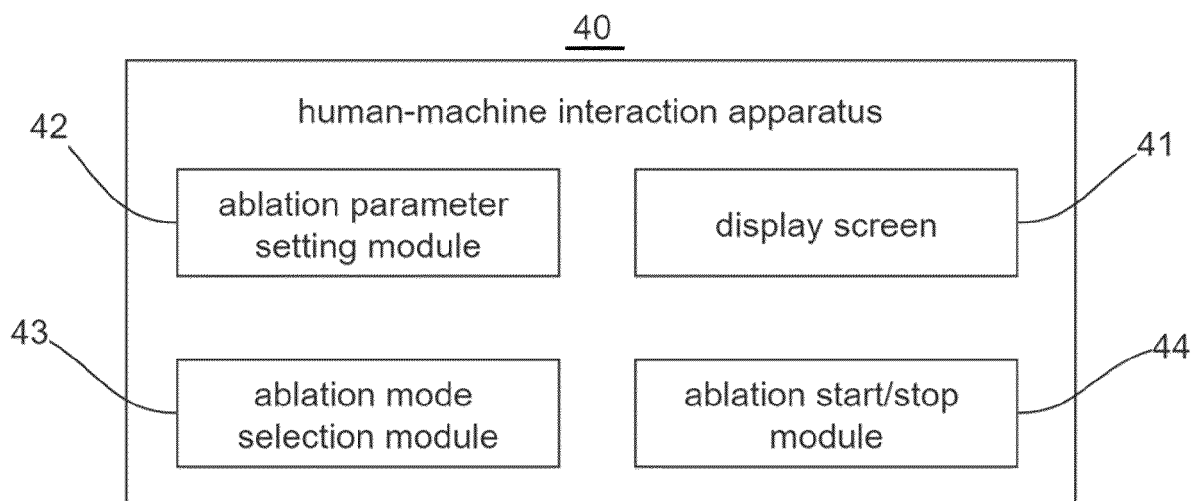 40
human-machine interaction apparatus
42
41
ablation parameter
setting module
display screen
43
44
ablation mode
selection module
ablation start/stop
module